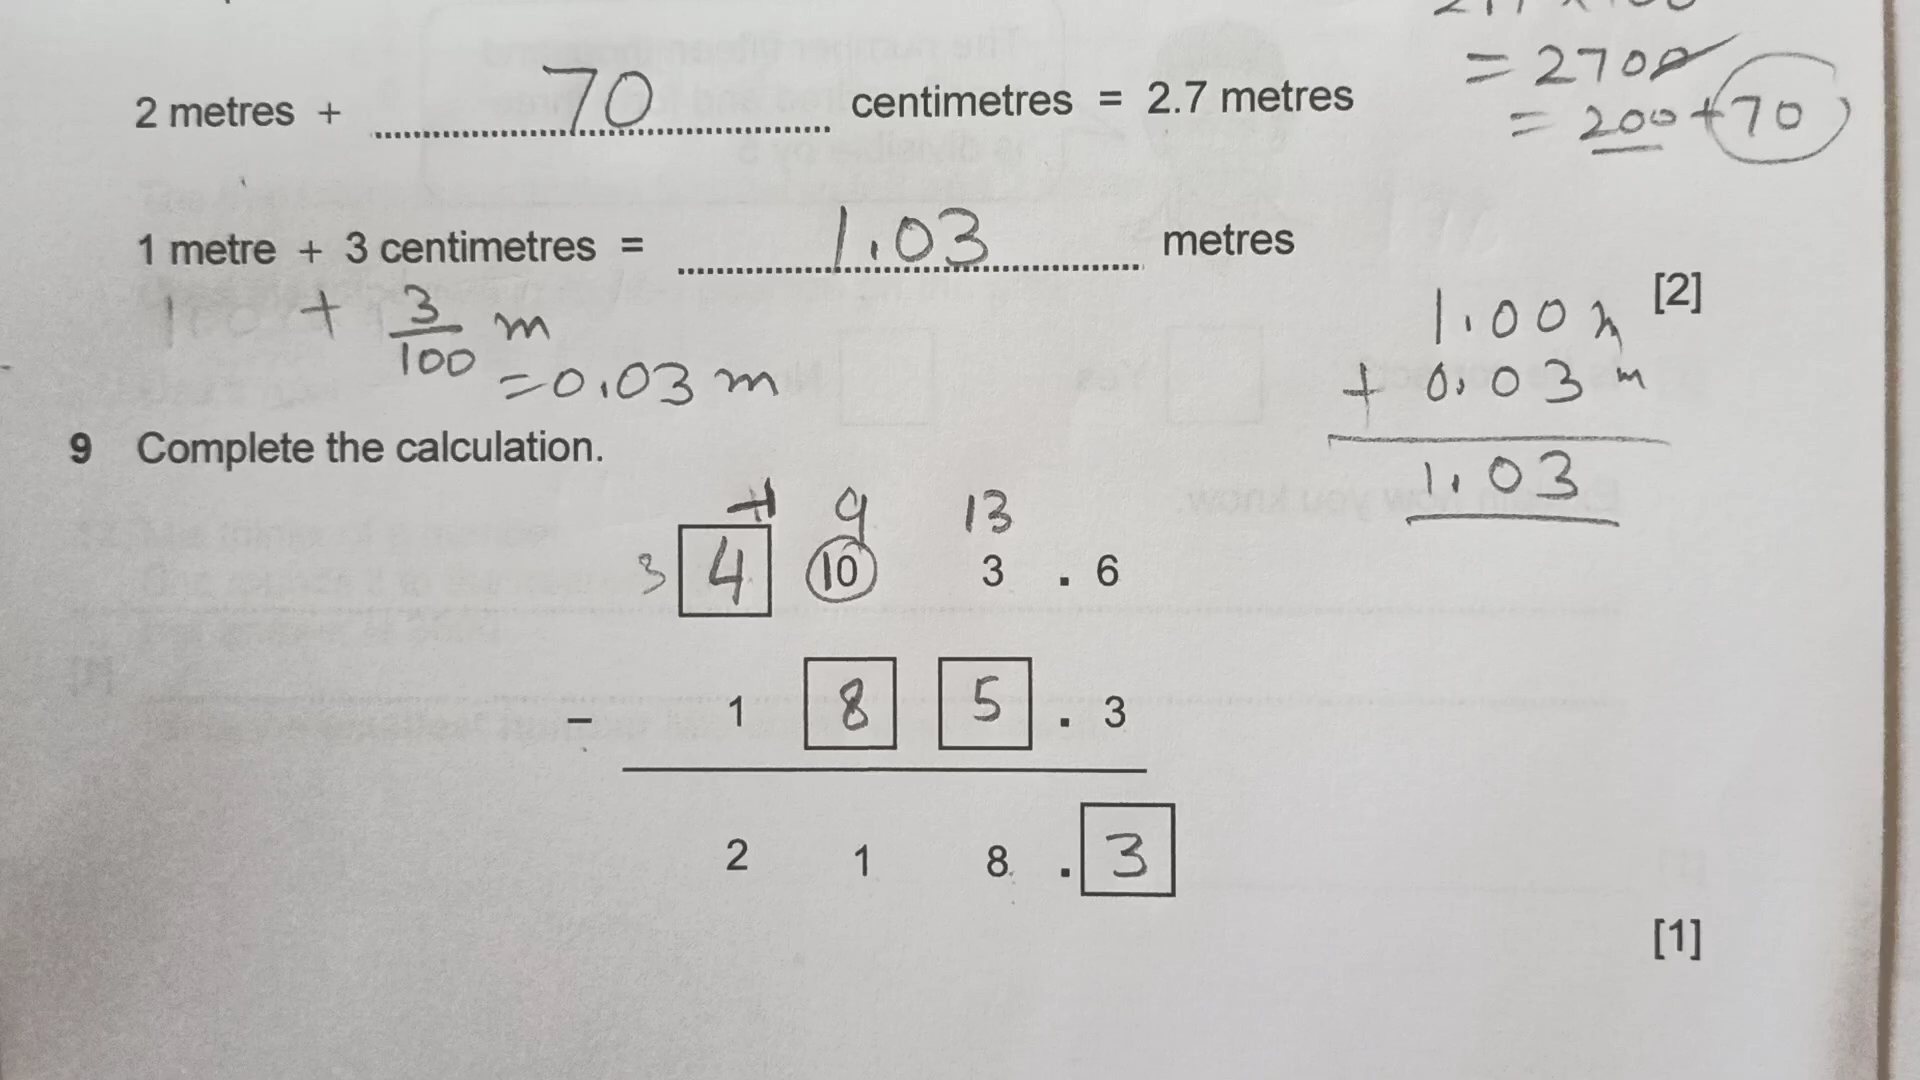 = 2700
2 metres + 70 centimetres = 2.7 metres
= 200 + 70
1 metre + 3 centimetres = 1.03 metres
[2]
1 + 3/100 m
= 0.03 m
1.00 m
+ 0.03 m
1.03
9 Complete the calculation.
9 13
3 4 10 3 . 6
- 1 8 5 . 3
2 1 8 . 3
[1]